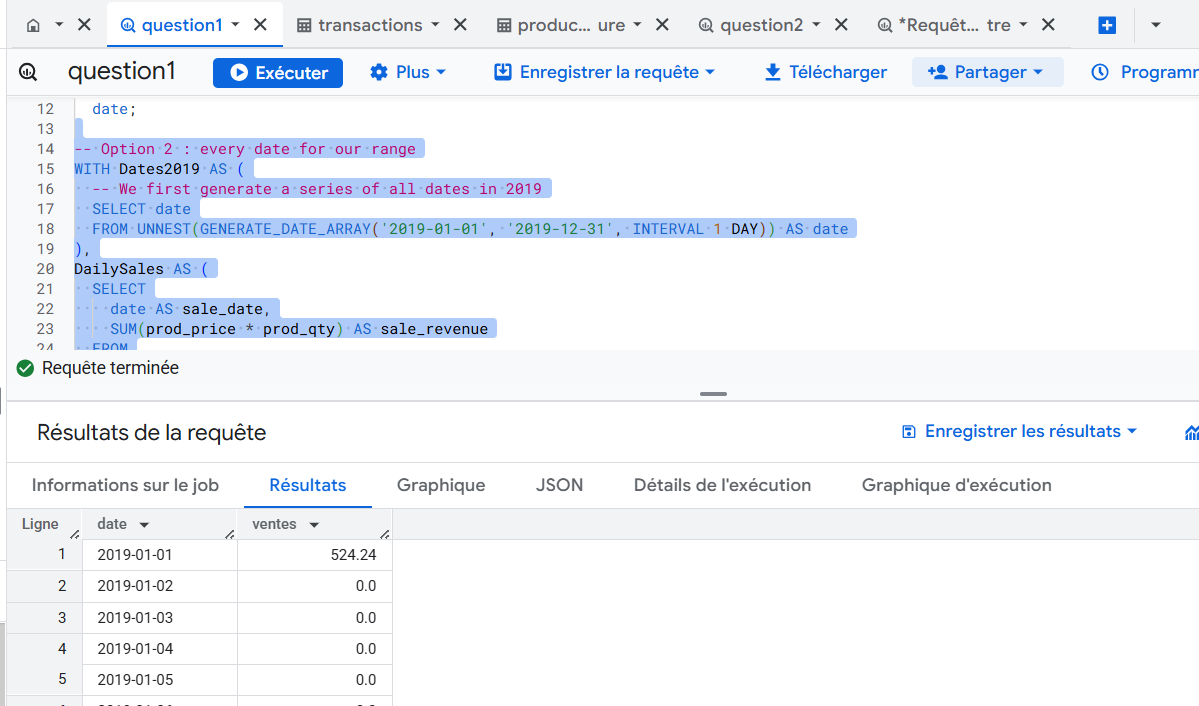 question1 transactions produc... ure question2 *Requêt... tre
question1 Exécuter Plus Enregistrer la requête Télécharger Partager Programm
12 date;
13
14 -- Option 2 : every date for our range
15 WITH Dates2019 AS (
16 -- We first generate a series of all dates in 2019
17 SELECT date
18 FROM UNNEST(GENERATE_DATE_ARRAY('2019-01-01', '2019-12-31', INTERVAL 1 DAY)) AS date
19 ),
20 DailySales AS (
21 SELECT
22 date AS sale_date,
23 SUM(prod_price * prod_qty) AS sale_revenue
24 FROM
Requête terminée
Résultats de la requête Enregistrer les résultats
Informations sur le job Résultats Graphique JSON Détails de l'exécution Graphique d'exécution
Ligne date ventes
1 2019-01-01 524.24
2 2019-01-02 0.0
3 2019-01-03 0.0
4 2019-01-04 0.0
5 2019-01-05 0.0